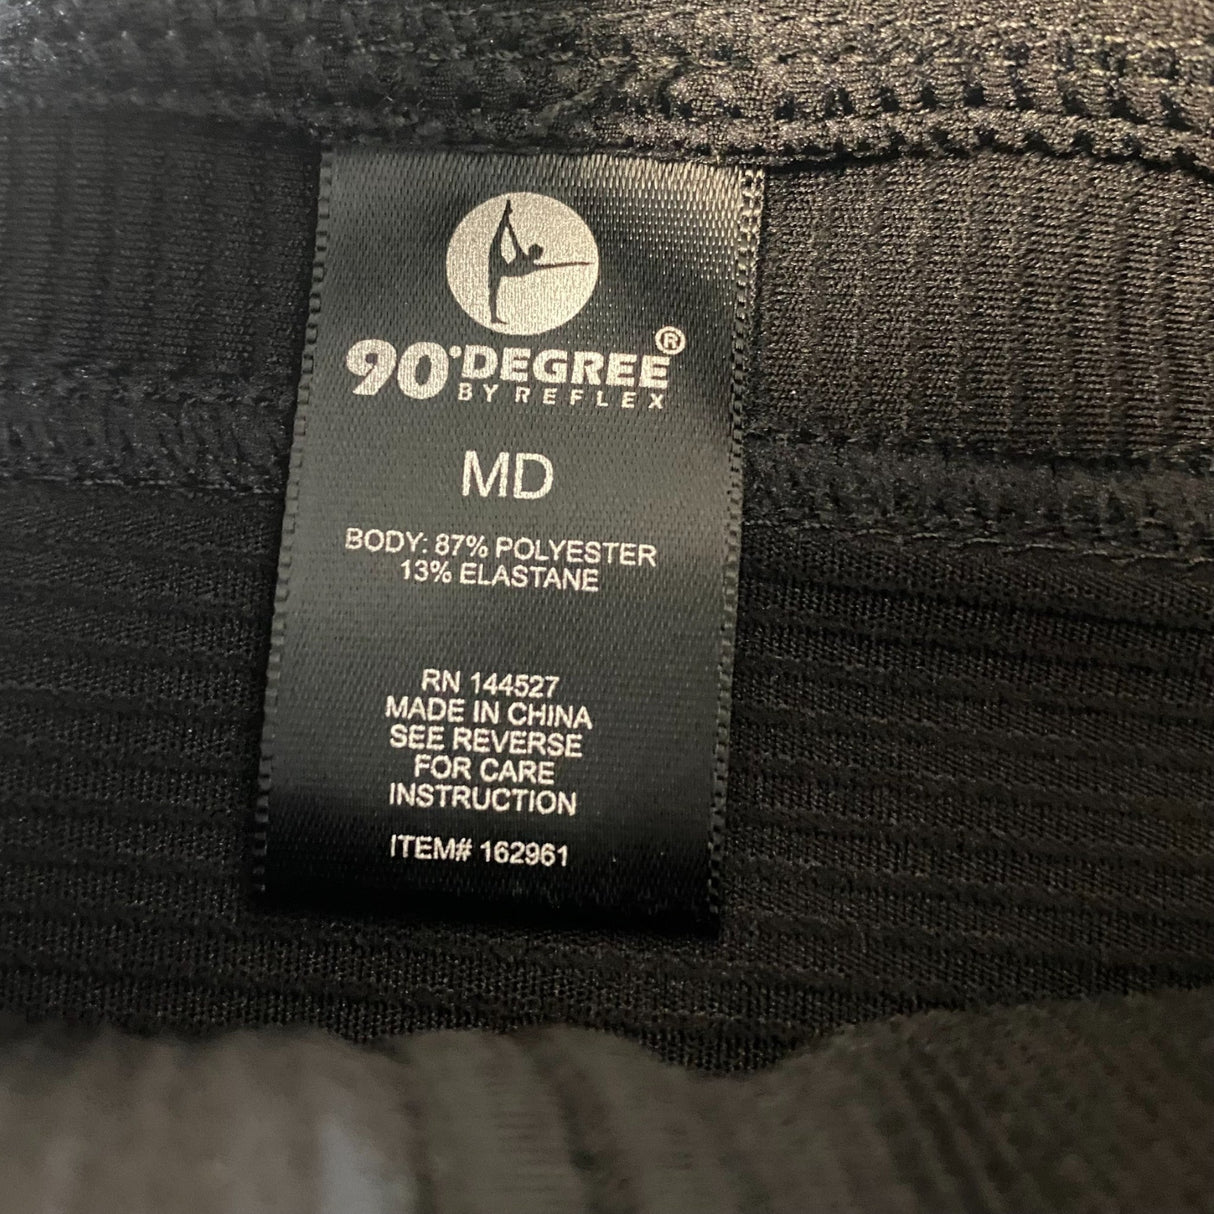 90° DEGREE®
BY REFLEX
MD
BODY: 87% POLYESTER
13% ELASTANE
RN 144527
MADE IN CHINA
SEE REVERSE
FOR CARE
INSTRUCTION
ITEM# 162961